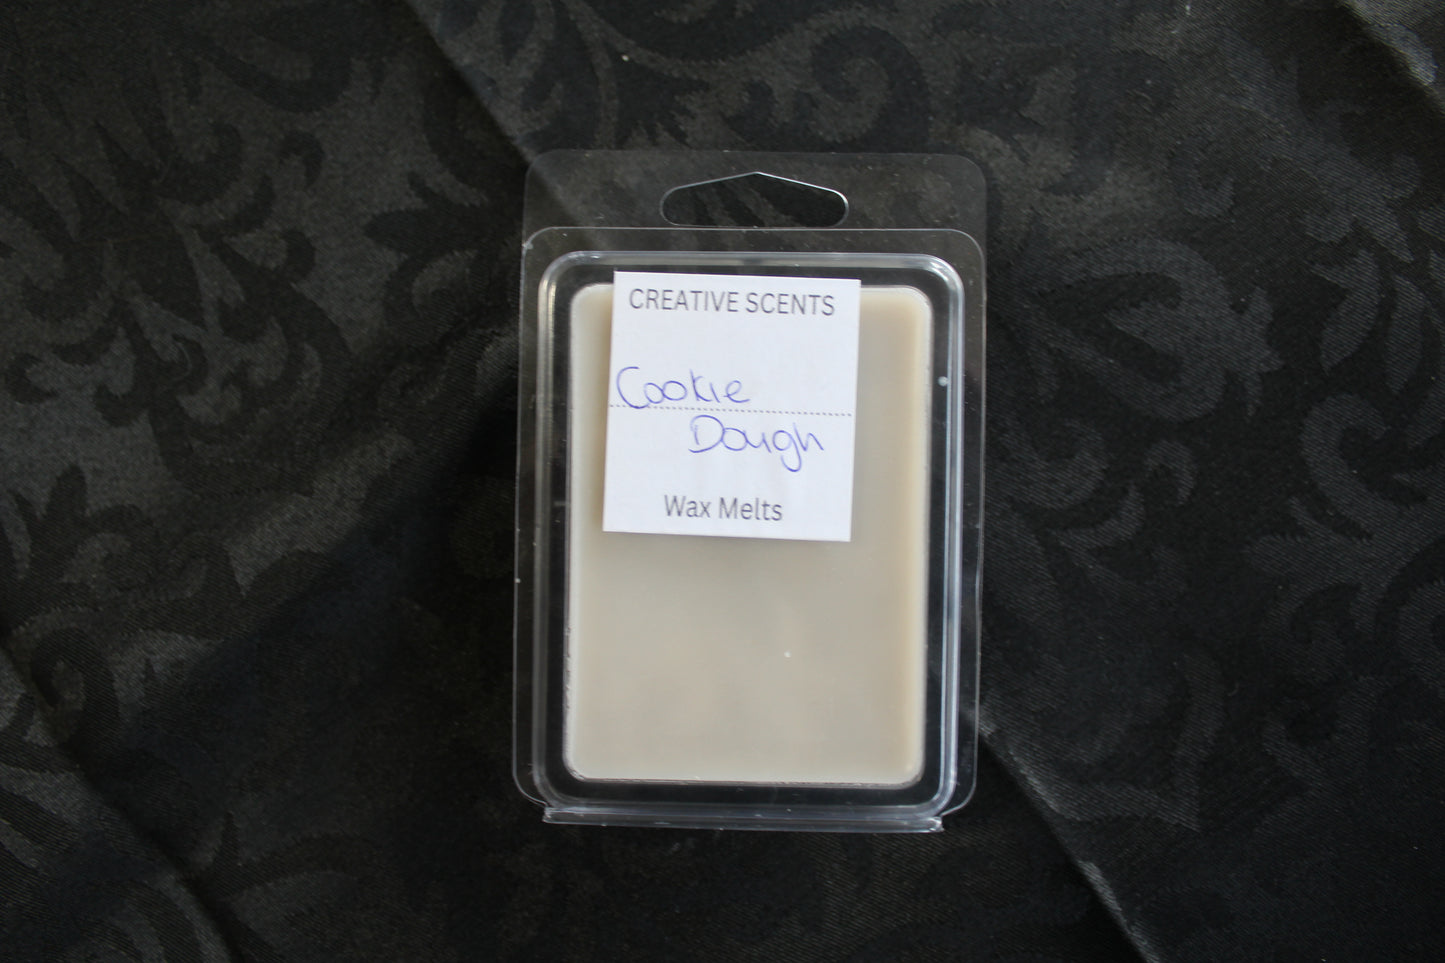 CREATIVE SCENTS
Cookie
Dough
Wax Melts